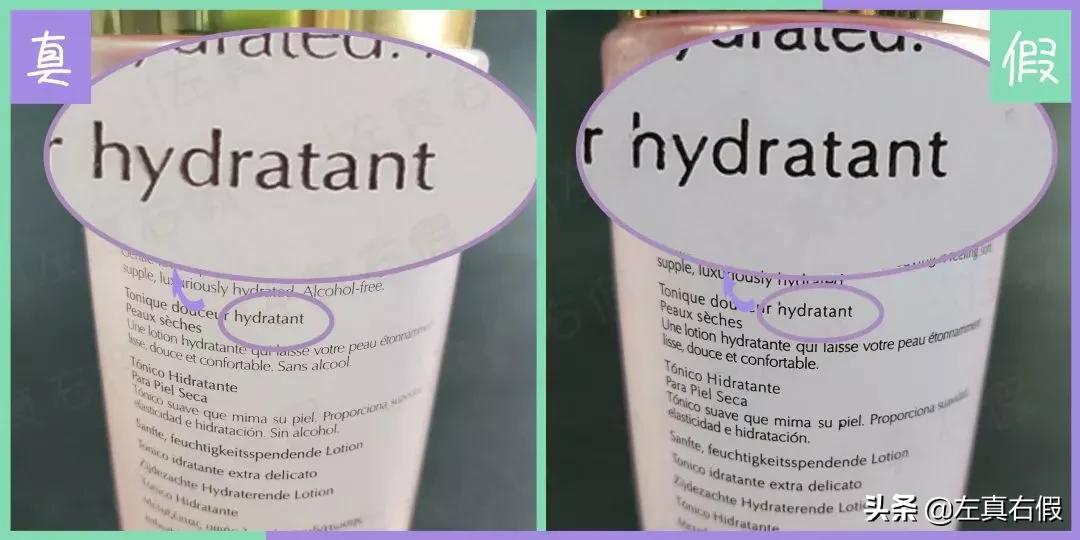 真
drated.
r hydratant
supple, luxuriously hydrated. Alcohol-free.
Tonique douceur hydratant
Peaux sèches
Une lotion hydratante qui laisse votre peau étonnamment
lisse, douce et confortable. Sans alcool.
Tónico Hidratante
Para Piel Seca
Tónico suave que mima su piel. Proporciona suavidad,
elasticidad e hidratación. Sin alcohol.
Sanfte, feuchtigkeitsspendende Lotion
Tonico idratante extra delicato
Zijdezachte Hydraterende Lotion
Tónico Hidratante
假
ydrated.
r hydratant
feeling soft
supple, luxuriously hydrated
Tonique douceur hydratant
Peaux sèches
Une lotion hydratante qui laisse votre peau étonnamment
lisse, douce et confortable.
Tónico Hidratante
Para Piel Seca
Tónico suave que mima su piel. Proporciona suavidad,
elasticidad e hidratación.
Sanfte, feuchtigkeitsspendende Lotion
Tonico idratante extra delicato
Zijdezachte Hydraterende Lotion
Tónico Hidratante
头条 @左真右假